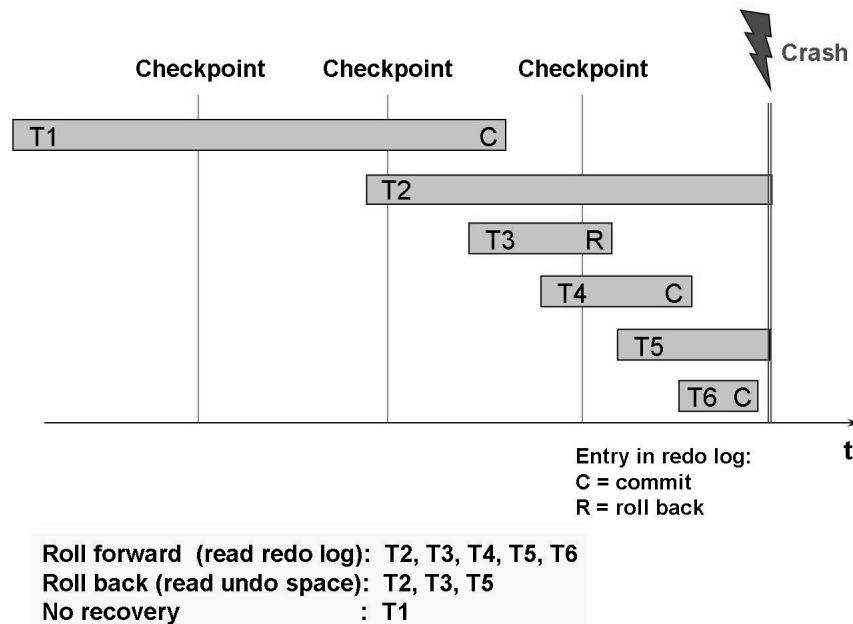 Crash
Checkpoint Checkpoint Checkpoint
T1 C
T2
T3 R
T4 C
T5
T6 C
t
Entry in redo log:
C = commit
R = roll back
Roll forward (read redo log): T2, T3, T4, T5, T6
Roll back (read undo space): T2, T3, T5
No recovery : T1